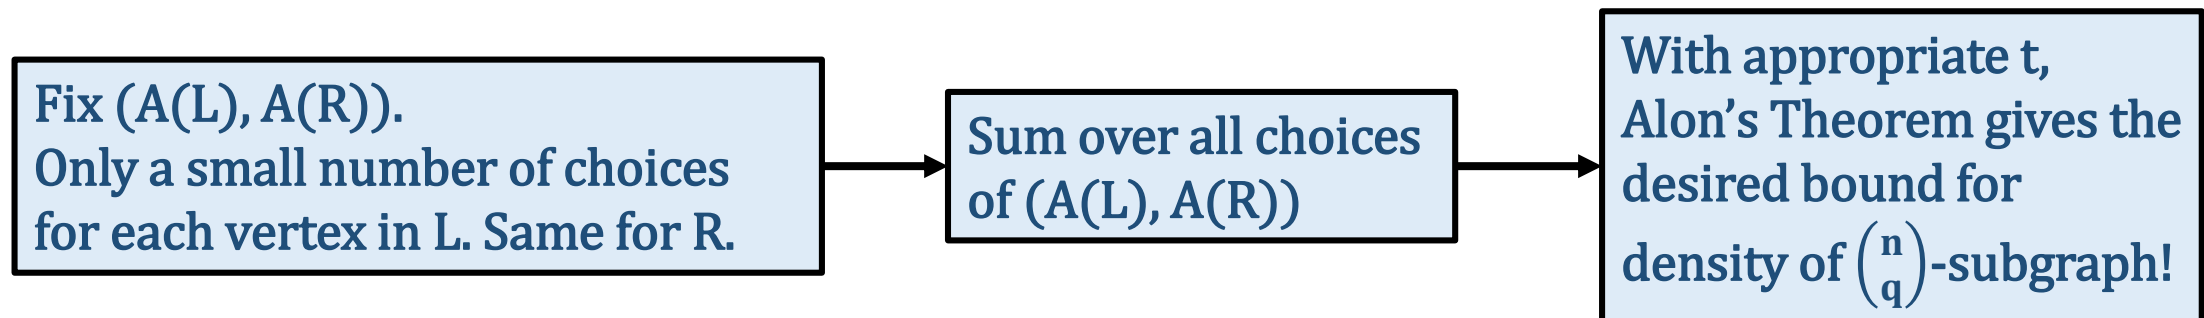 Fix (A(L), A(R)).
Only a small number of choices
for each vertex in L. Same for R.
Sum over all choices
of (A(L), A(R))
With appropriate t,
Alon’s Theorem gives the
desired bound for
density of (n q)-subgraph!